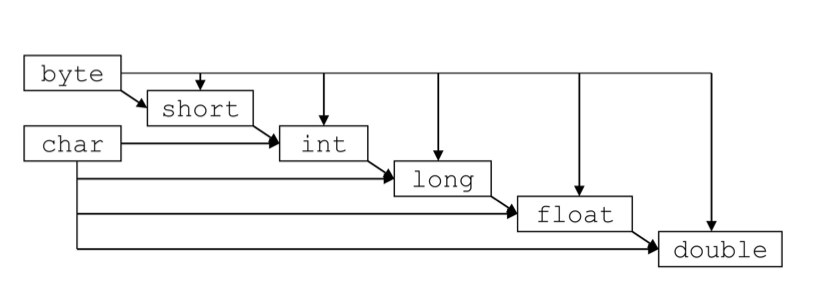 byte
short
char
int
long
float
double